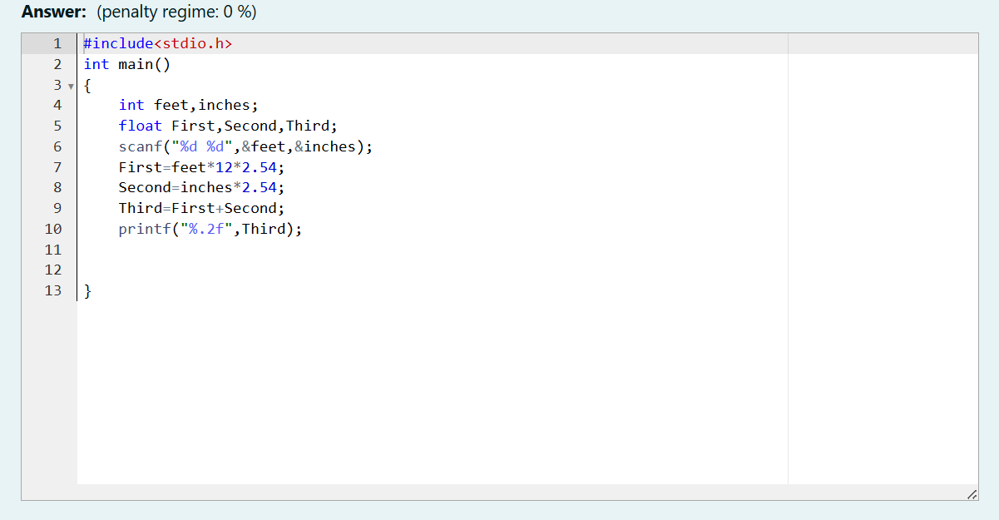 Answer: (penalty regime: 0 %)
1 #include<stdio.h>
2 int main()
3 {
4     int feet,inches;
5     float First,Second,Third;
6     scanf("%d %d",&feet,&inches);
7     First=feet*12*2.54;
8     Second=inches*2.54;
9     Third=First+Second;
10     printf("%.2f",Third);
11
12
13 }